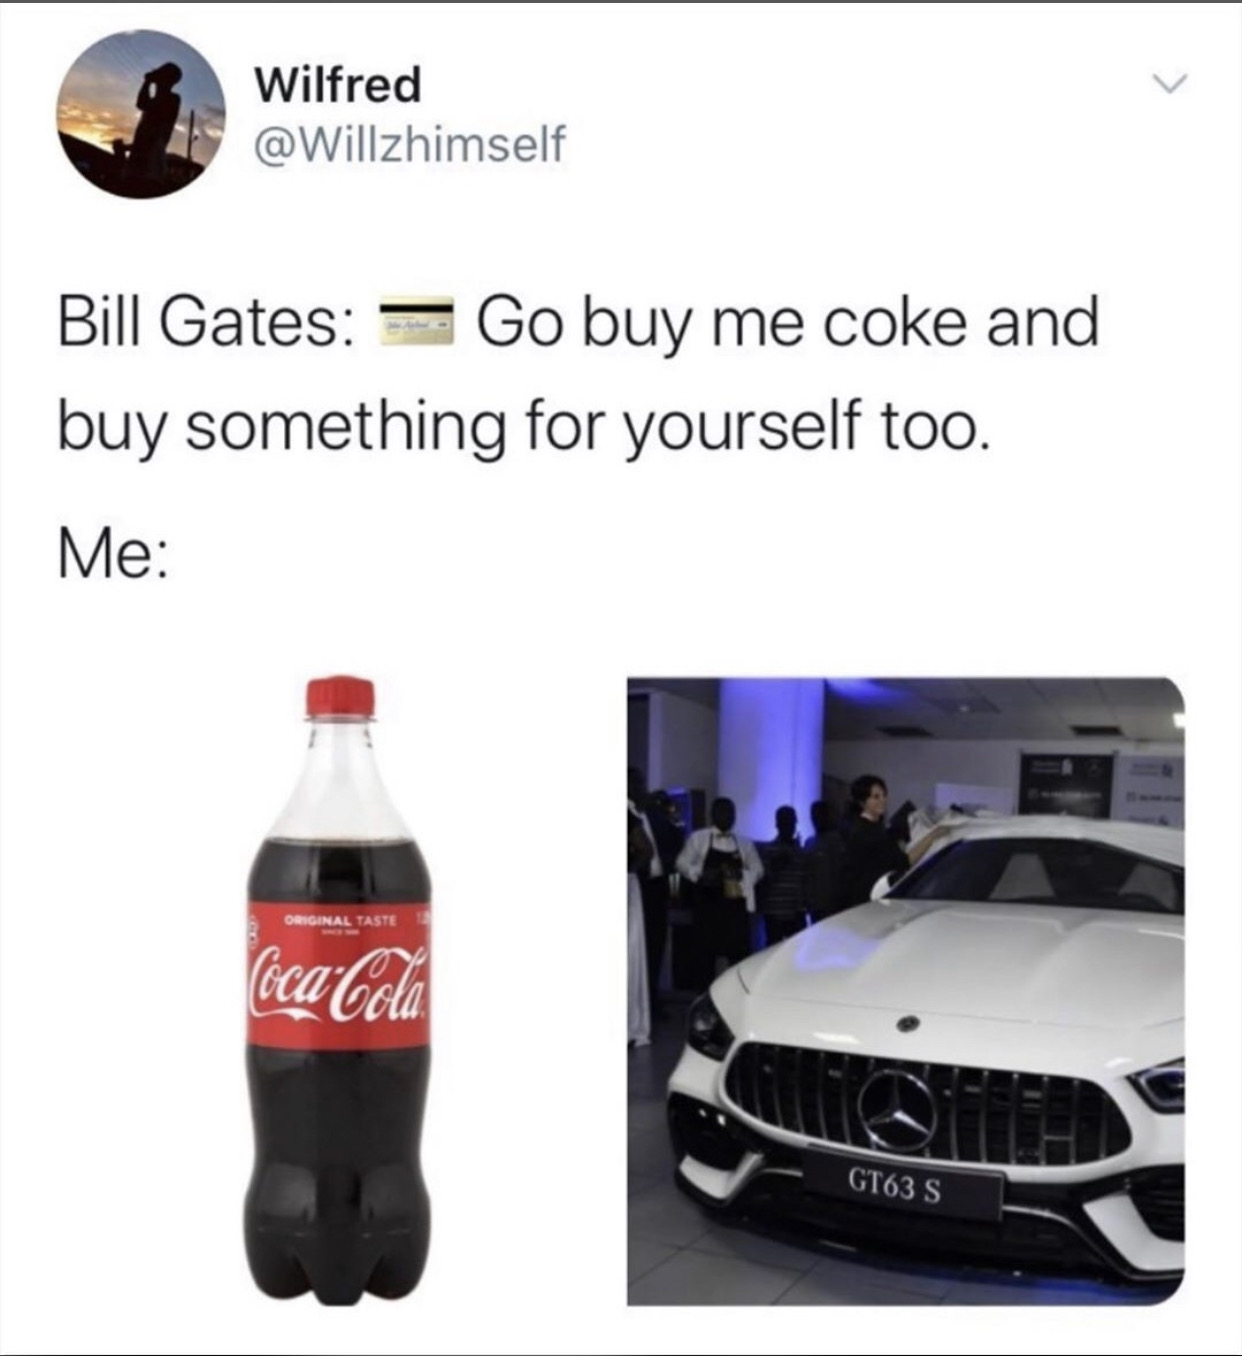 Wilfred
@Willzhimself
Bill Gates: 💳 Go buy me coke and
buy something for yourself too.
Me:
ORIGINAL TASTE
Coca-Cola
GT63 S